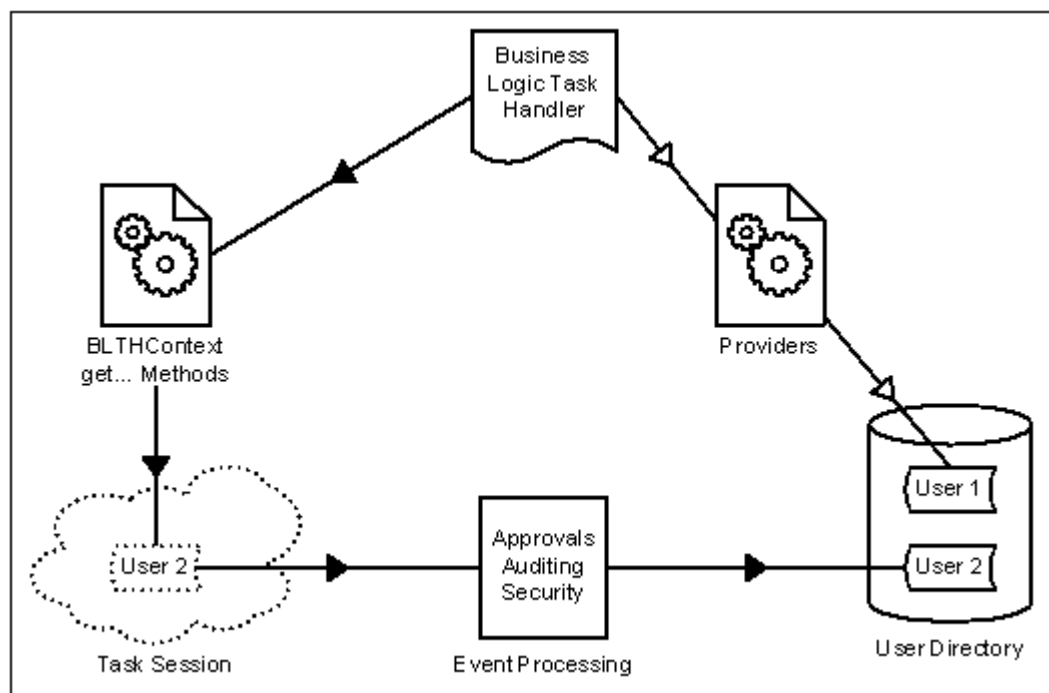 Business
Logic Task
Handler
BLTHContext
get... Methods
Providers
User 1
User 2
Approvals
Auditing
Security
User 2
Task Session
Event Processing
User Directory